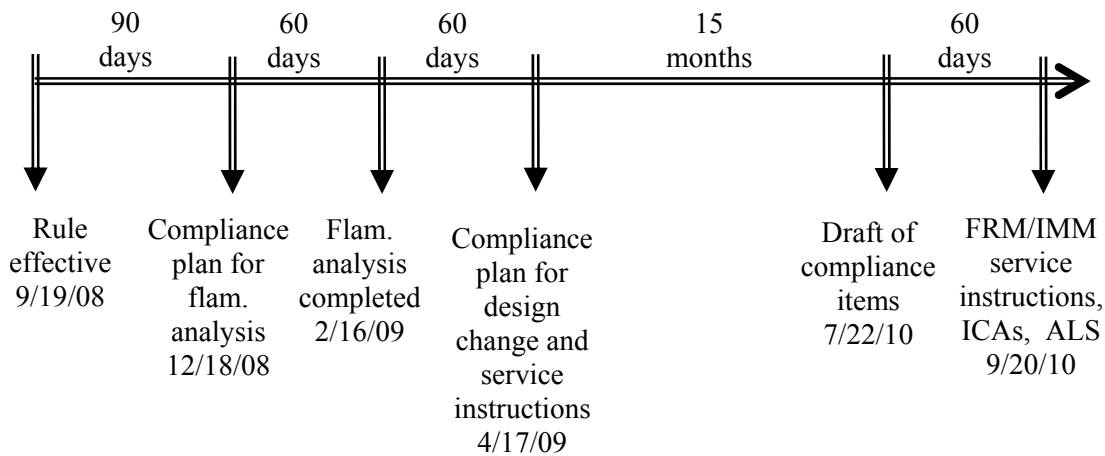 90
days
60
days
60
days
15
months
60
days
Rule
effective
9/19/08
Compliance
plan for
flam.
analysis
12/18/08
Flam.
analysis
completed
2/16/09
Compliance
plan for
design
change and
service
instructions
4/17/09
Draft of
compliance
items
7/22/10
FRM/IMM
service
instructions,
ICAs, ALS
9/20/10